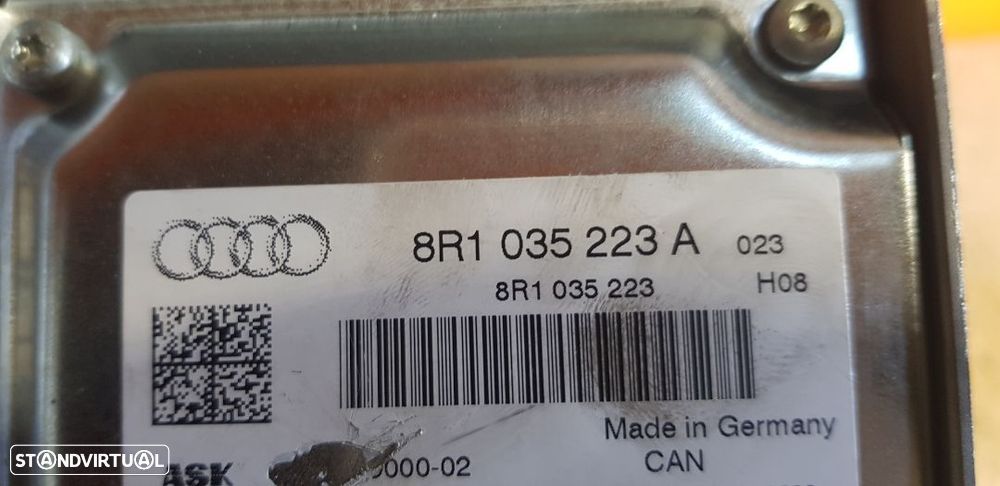 8R1 035 223 A 023
8R1 035 223 H08
Made in Germany
ASK 0000-02 CAN
STANDVIRTUAL